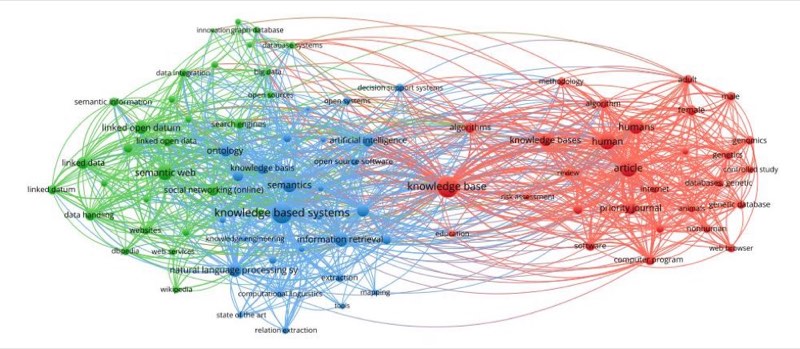 innovation graph database
database systems
data integration
big data
decision support systems
methodology
adult
open sources
open systems
male
semantic information
algorithm
female
linked open datum
search engines
algorithms
humans
linked open data
artificial intelligence
knowledge bases
human
genomics
ontology
genetics
linked data
open source software
semantic web
knowledge basis
review
article
controlled study
linked datum
social networking (online)
semantics
knowledge base
internet
databases, genetic
risk assessment
data handling
knowledge based systems
priority journal
animals
genetic database
websites
knowledge engineering
information retrieval
education
nonhuman
dbpedia
web services
software
web browser
natural language processing sy
computer program
extraction
wikipedia
computational linguistics
mapping
tools
state of the art
relation extraction